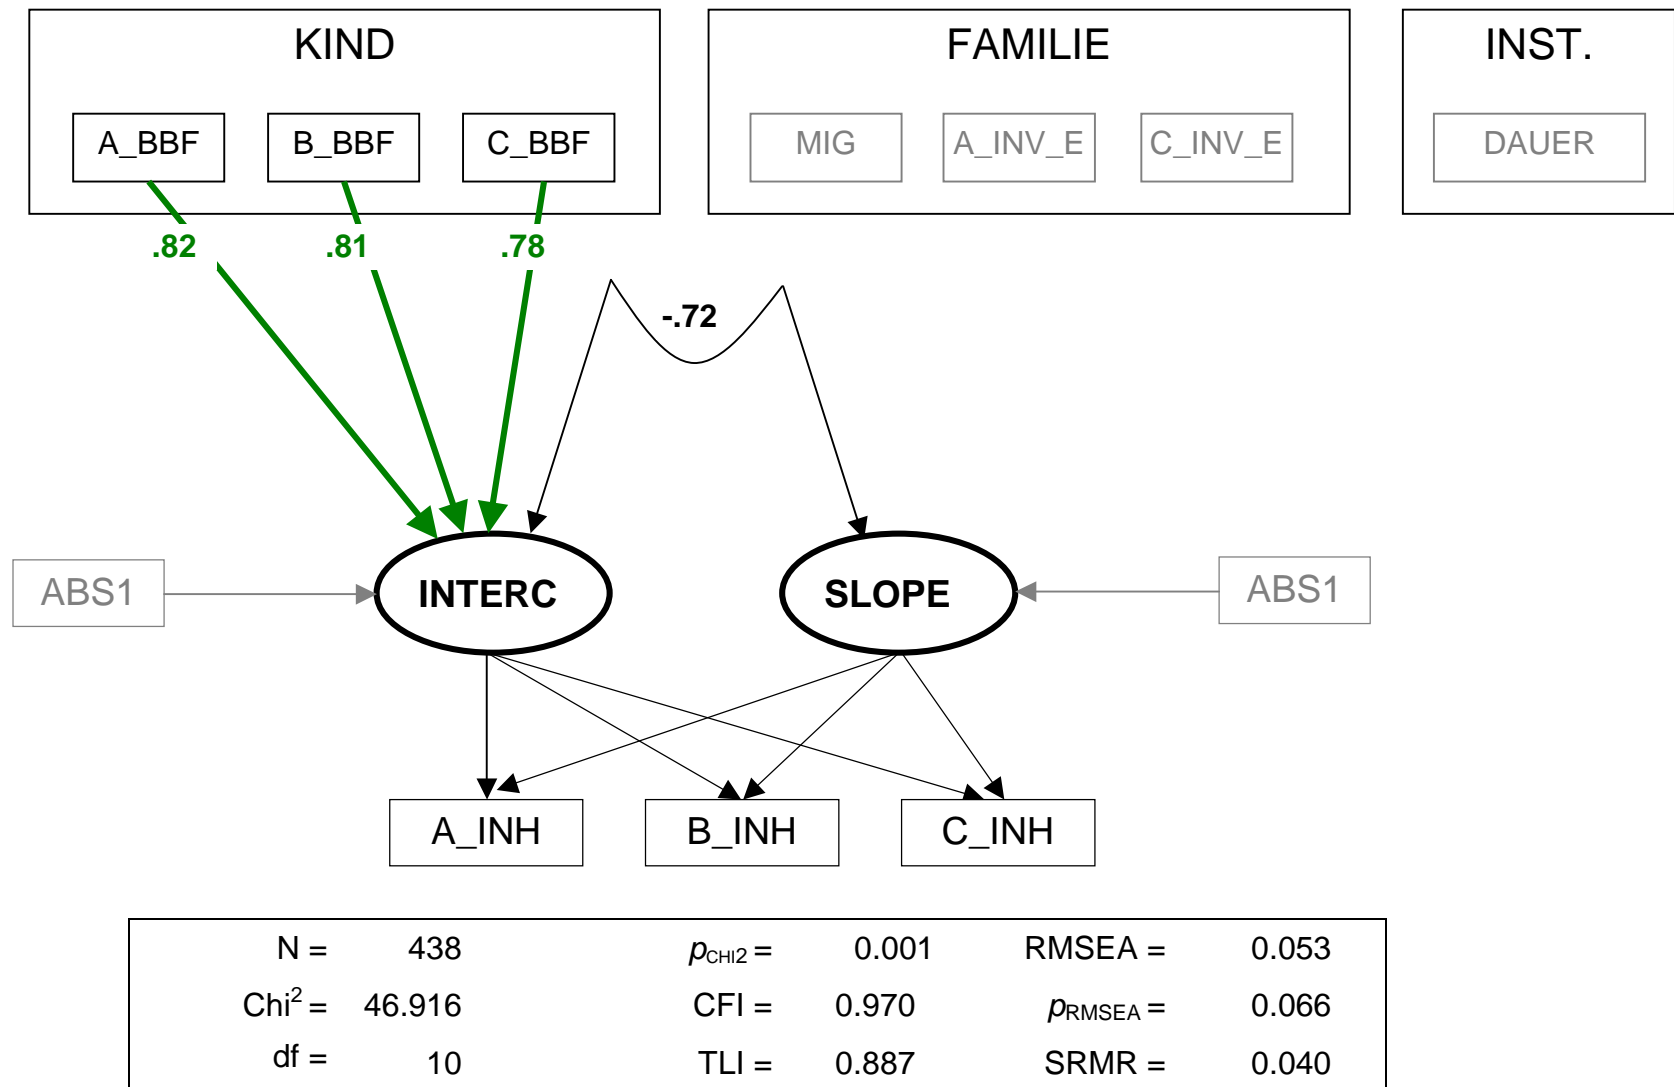 KIND FAMILIE INST.
A_BBF B_BBF C_BBF MIG A_INV_E C_INV_E DAUER
.82 .81 .78
-.72
ABS1 INTERC SLOPE ABS1
A_INH B_INH C_INH
N = 438 pCHI2 = 0.001 RMSEA = 0.053
Chi² = 46.916 CFI = 0.970 pRMSEA = 0.066
df = 10 TLI = 0.887 SRMR = 0.040